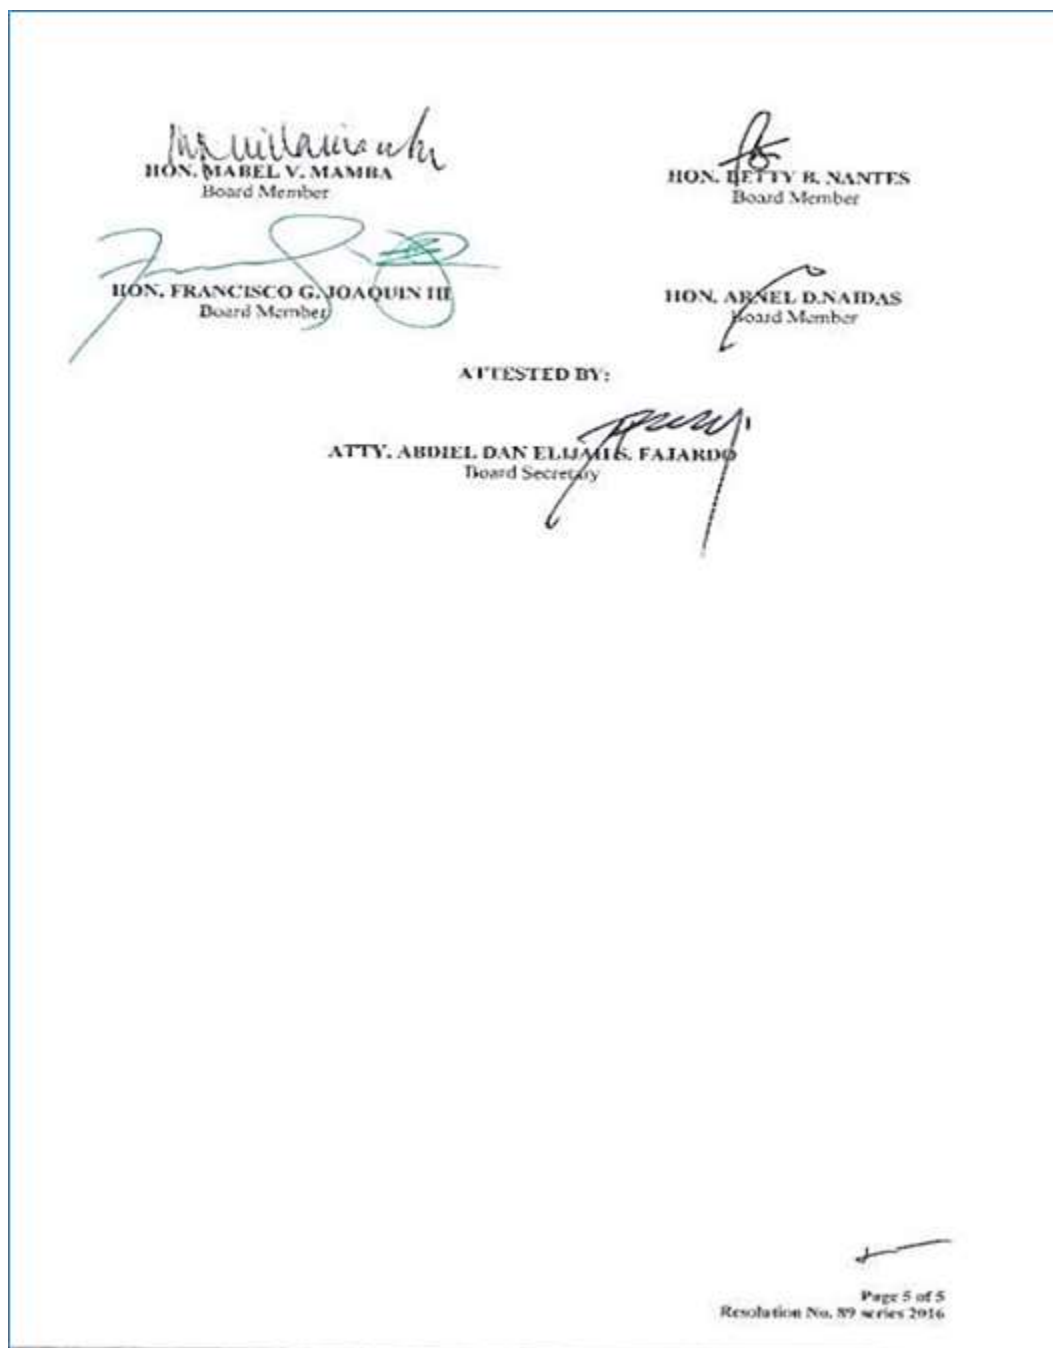 HON. MABEL V. MAMBA
Board Member
HON. BETTY B. NANTES
Board Member
HON. FRANCISCO G. JOAQUIN III
Board Member
HON. ARNEL D.NAIDAS
Board Member
ATTESTED BY:
ATTY. ABDIEL DAN ELIJAH S. FAJARDO
Board Secretary
Page 5 of 5
Resolution No. 89 series 2016